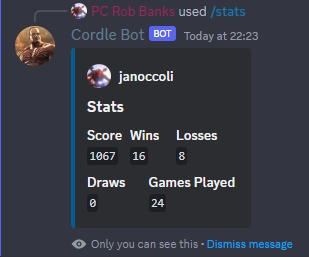 PC Rob Banks used /stats
Cordle Bot BOT Today at 22:23
janoccoli
Stats
Score Wins Losses
1067 16 8
Draws Games Played
0 24
Only you can see this • Dismiss message